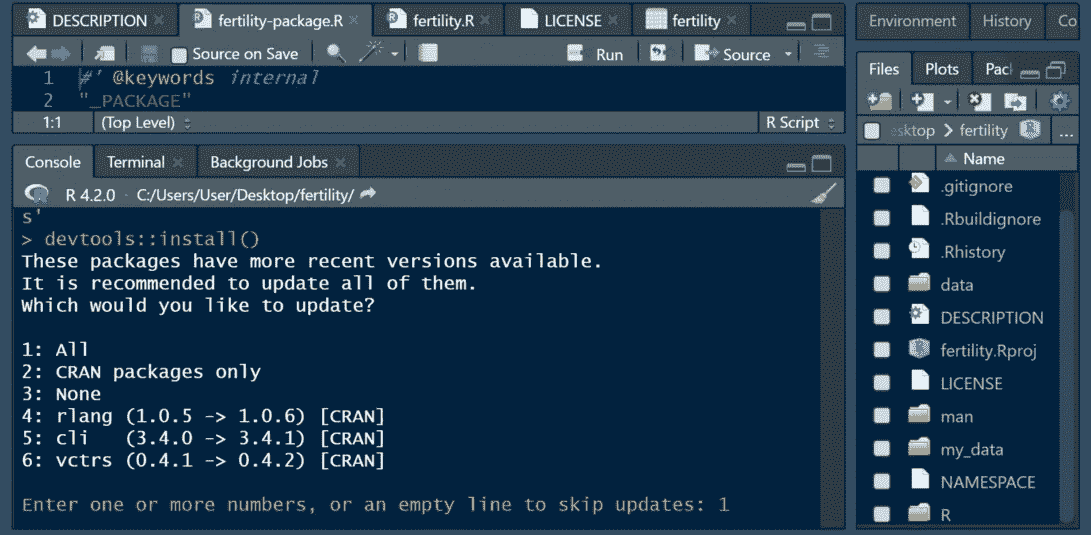 DESCRIPTION
fertility-package.R
fertility.R
LICENSE
fertility
Source on Save
Run
Source
1 #' @keywords internal
2 "_PACKAGE"
1:1 (Top Level) R Script
Console Terminal Background Jobs
R 4.2.0 · C:/Users/User/Desktop/fertility/
s'
> devtools::install()
These packages have more recent versions available.
It is recommended to update all of them.
Which would you like to update?
1: All
2: CRAN packages only
3: None
4: rlang (1.0.5 -> 1.0.6) [CRAN]
5: cli (3.4.0 -> 3.4.1) [CRAN]
6: vctrs (0.4.1 -> 0.4.2) [CRAN]
Enter one or more numbers, or an empty line to skip updates: 1
Environment History Co
Files Plots Pac
esktop > fertility ...
Name
.gitignore
.Rbuildignore
.Rhistory
data
DESCRIPTION
fertility.Rproj
LICENSE
man
my_data
NAMESPACE
R